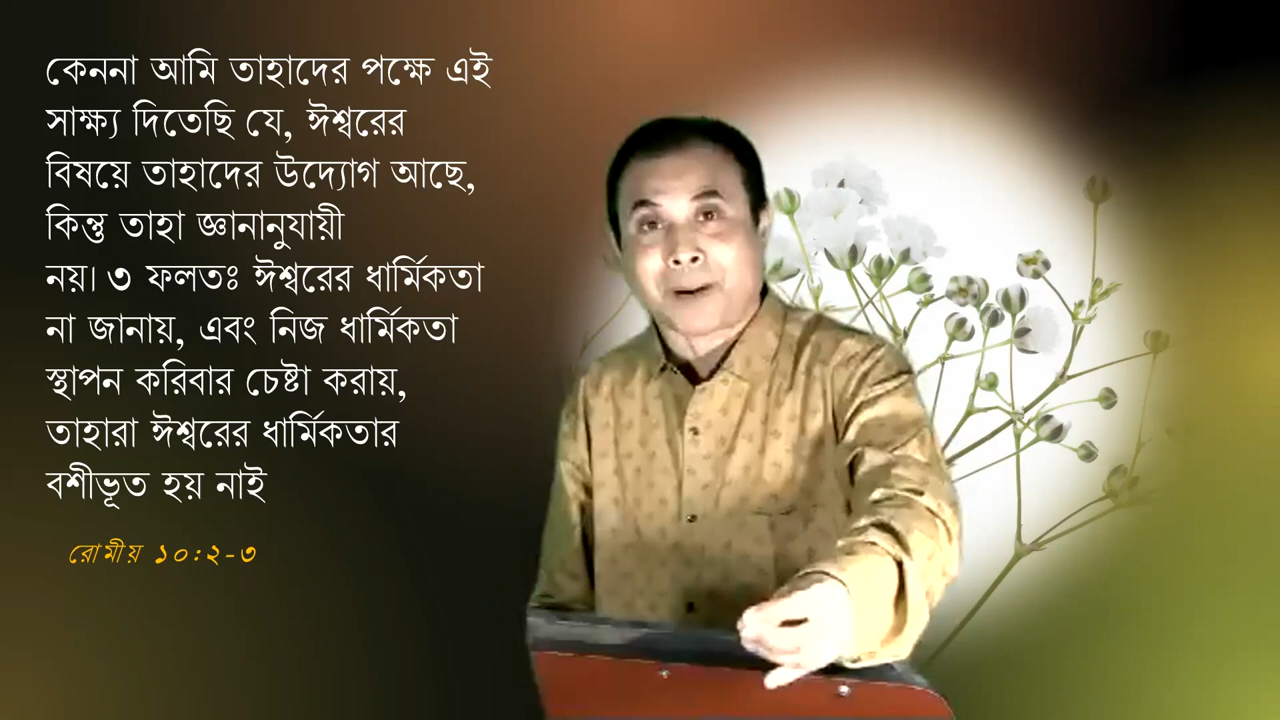 কেননা আমি তাহাদের পক্ষে এই
সাক্ষ্য দিতেছি যে, ঈশ্বরের
বিষয়ে তাহাদের উদ্যোগ আছে,
কিন্তু তাহা জ্ঞানানুযায়ী
নয়। ৩ ফলতঃ ঈশ্বরের ধার্মিকতা
না জানায়, এবং নিজ ধার্মিকতা
স্থাপন করিবার চেষ্টা করায়,
তাহারা ঈশ্বরের ধার্মিকতার
বশীভূত হয় নাই
রোমীয় ১০:২-৩